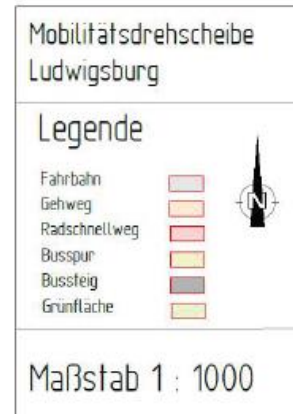 Mobilitätsdrehscheibe
Ludwigsburg
Legende
Fahrbahn
Gehweg
Radschnellweg
Busspur
Bussteig
Grünfläche
N
Maßstab 1 : 1000